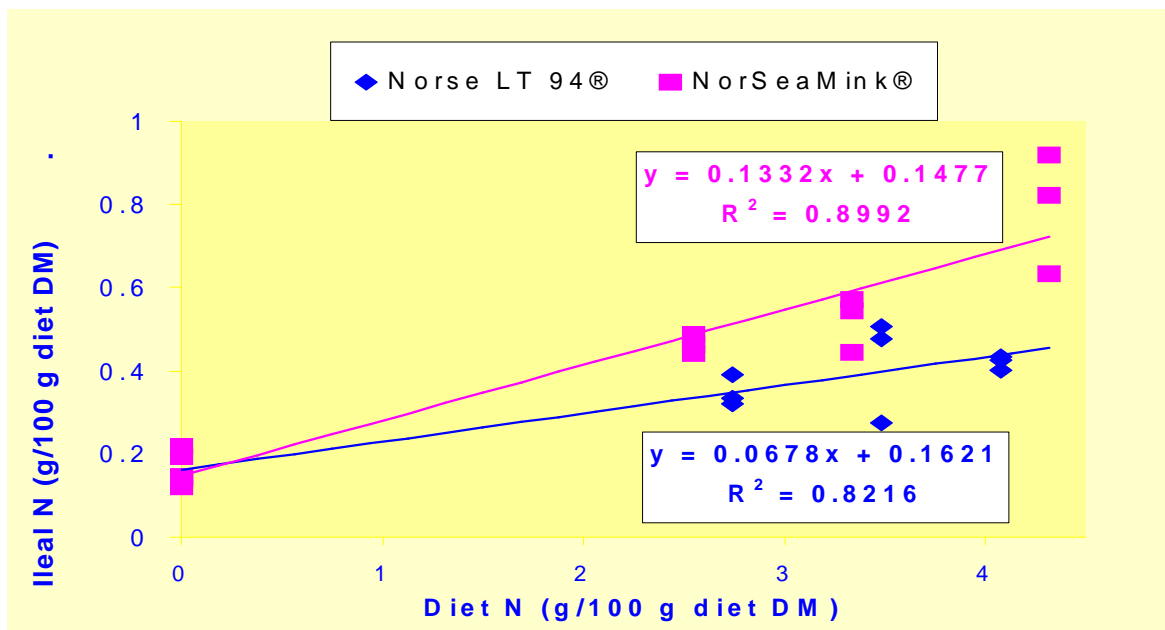 Norse LT 94® NorSeaMink®
Ileal N (g/100 g diet DM) .
1
0.8
0.6
0.4
0.2
0
y = 0.1332x + 0.1477
R² = 0.8992
y = 0.0678x + 0.1621
R² = 0.8216
0 1 2 3 4
Diet N (g/100 g diet DM)